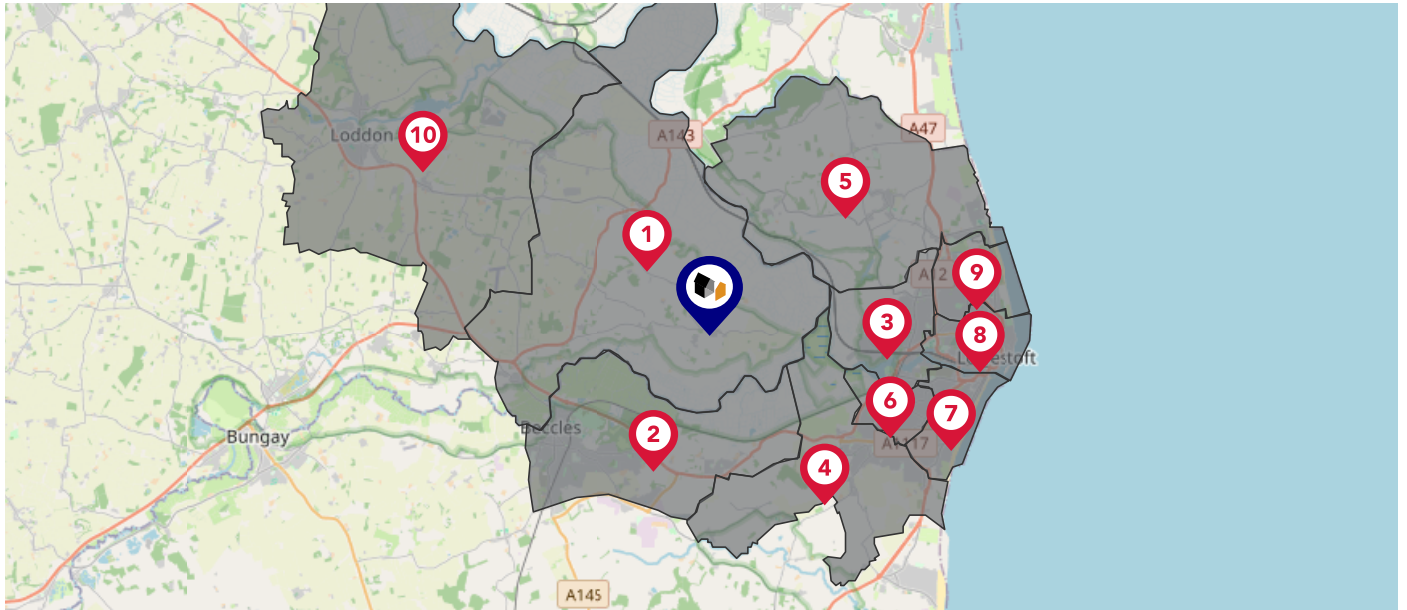 A143
A47
Loddon
10
5
1
A12
9
3
8
Lowestoft
6
7
Beccles
2
Bungay
A1117
4
A145